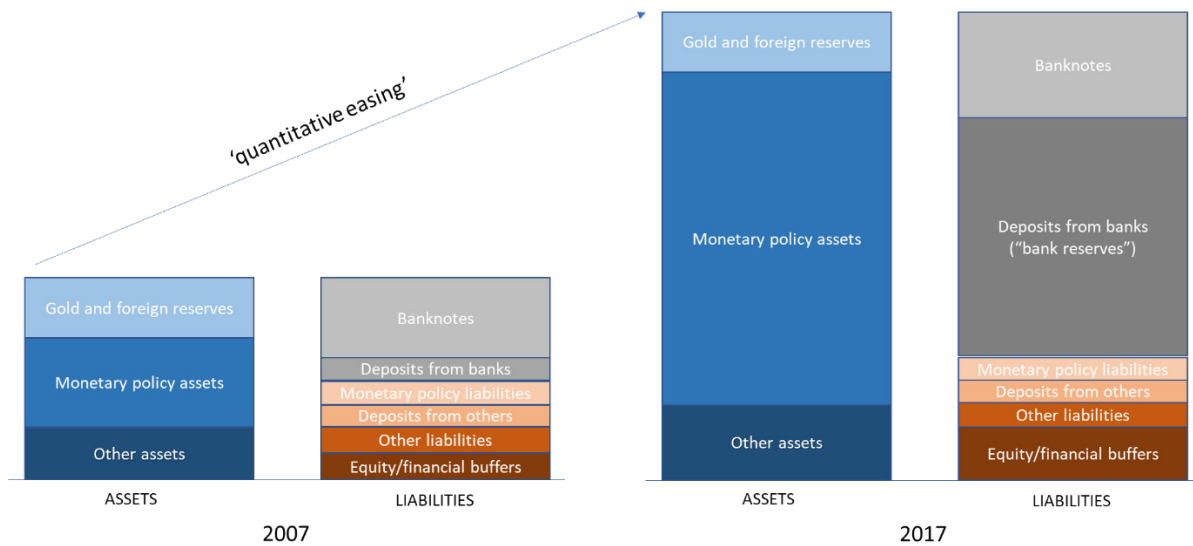 'quantitative easing'
Gold and foreign reserves
Monetary policy assets
Other assets
ASSETS
Banknotes
Deposits from banks
Monetary policy liabilities
Deposits from others
Other liabilities
Equity/financial buffers
LIABILITIES
2007
Gold and foreign reserves
Monetary policy assets
Other assets
ASSETS
Banknotes
Deposits from banks
(“bank reserves”)
Monetary policy liabilities
Deposits from others
Other liabilities
Equity/financial buffers
LIABILITIES
2017